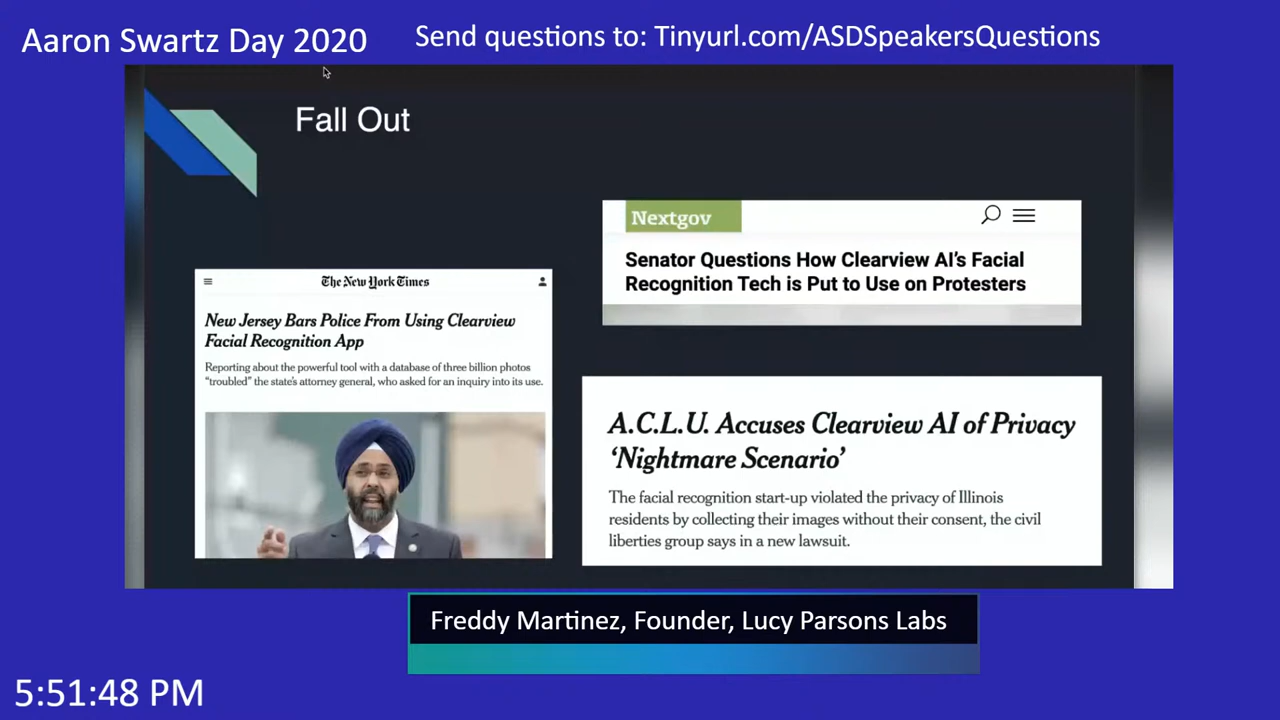 Aaron Swartz Day 2020
Send questions to: Tinyurl.com/ASDSpeakersQuestions
Fall Out
Nextgov
Senator Questions How Clearview AI's Facial
Recognition Tech is Put to Use on Protesters
The New York Times
New Jersey Bars Police From Using Clearview
Facial Recognition App
Reporting about the powerful tool with a database of three billion photos
"troubled" the state's attorney general, who asked for an inquiry into its use.
A.C.L.U. Accuses Clearview AI of Privacy
'Nightmare Scenario'
The facial recognition start-up violated the privacy of Illinois
residents by collecting their images without their consent, the civil
liberties group says in a new lawsuit.
Freddy Martinez, Founder, Lucy Parsons Labs
5:51:48 PM